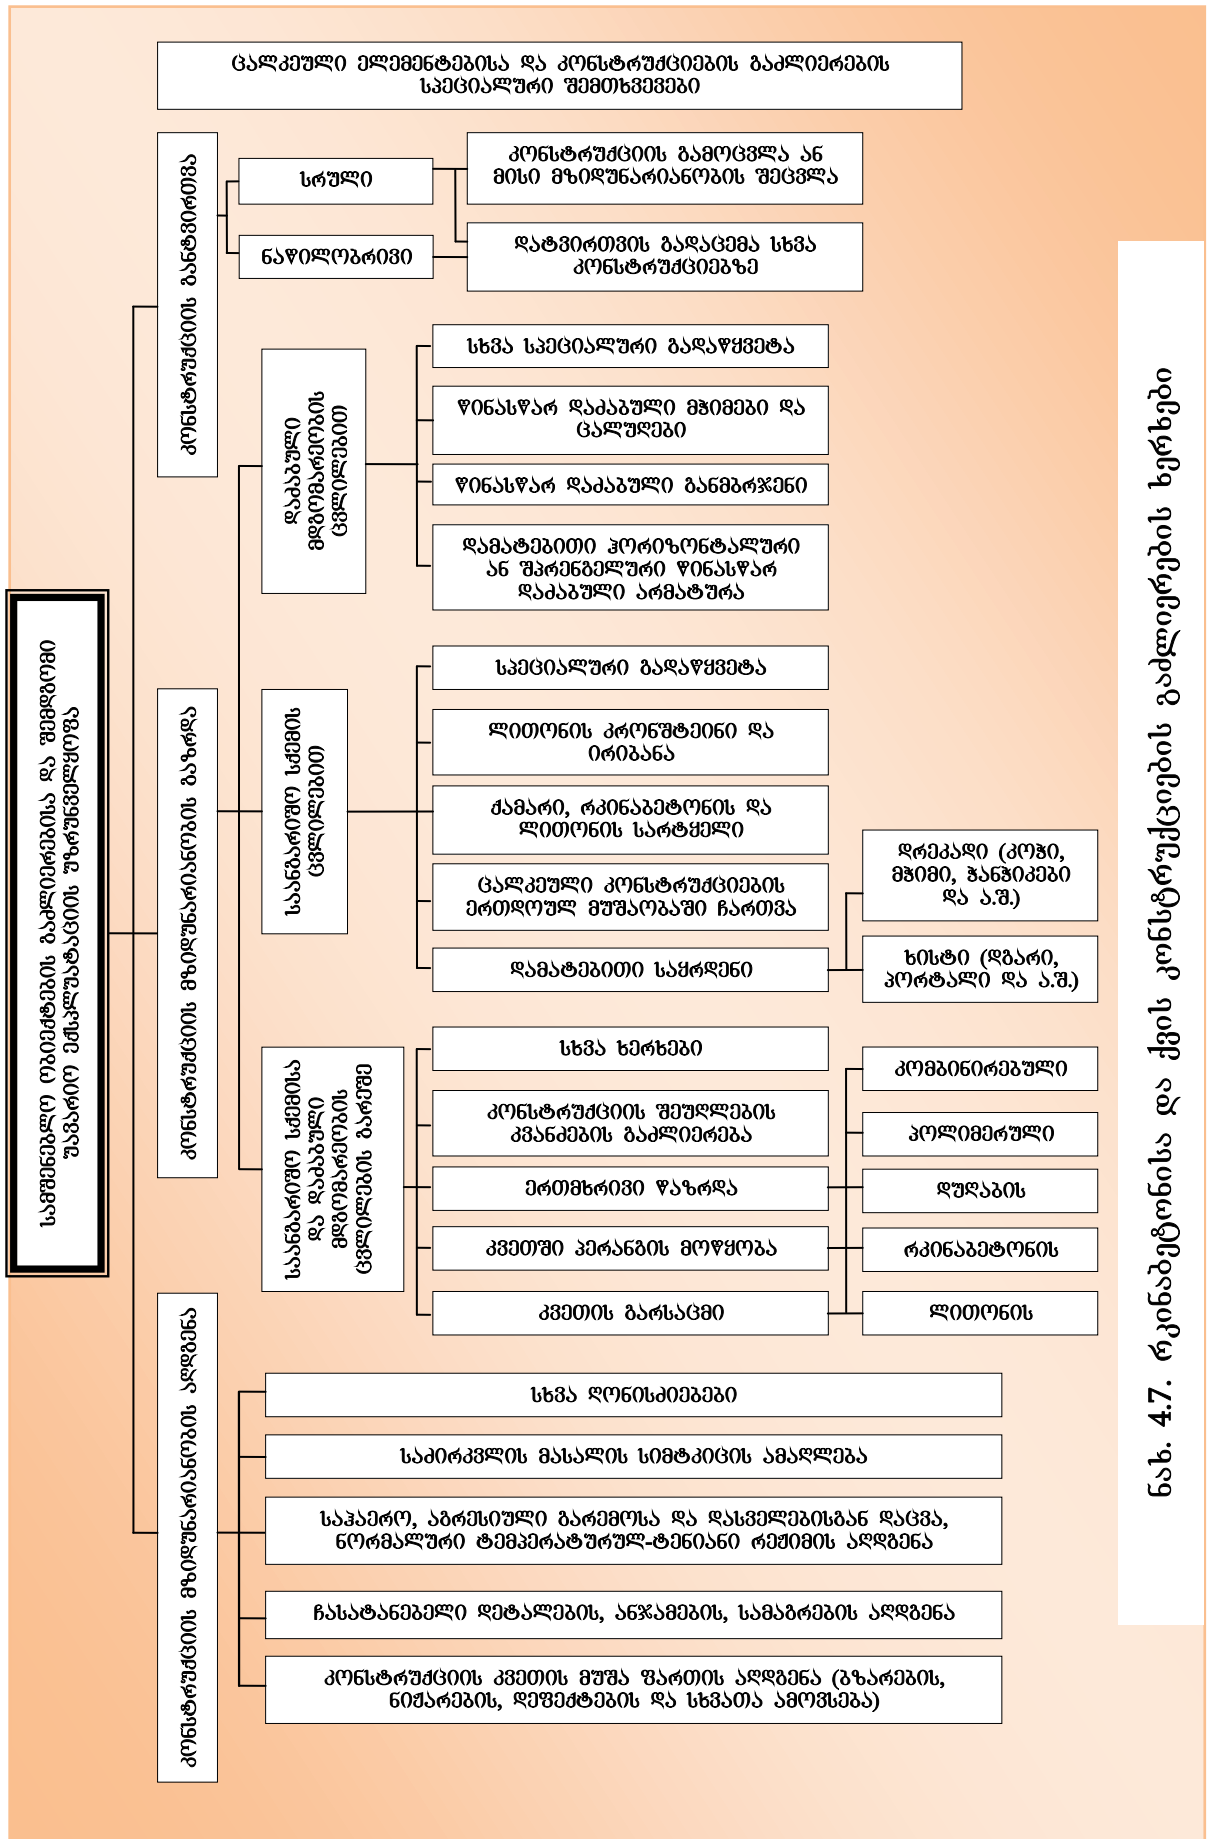 ცალკეული ელემენტებისა და კონსტრუქციების გაძლიერების
სპეციალური შემთხვევები
კონსტრუქციის განტვირთვა
სრული
ნაწილობრივი
კონსტრუქციის გამოცვლა ან
მისი მზიდუნარიანობის შეცვლა
დატვირთვის გადაცემა სხვა
კონსტრუქციებზე
სამშენებლო ობიექტების გაძლიერებისა და შემდგომი
უავარიო ექსპლუატაციის უზრუნველყოფა
კონსტრუქციის მზიდუნარიანობის გაზრდა
დაძაბული
მდგომარეობის
ცვლილებით
სხვა სპეციალური გადაწყვეტა
წინასწარ დაძაბული მჭიმები და
ცალუღები
წინასწარ დაძაბული განმბრჯენი
დამატებითი ჰორიზონტალური
ან შპრენგელური წინასწარ
დაძაბული არმატურა
საანგარიშო სქემის
ცვლილებით
სპეციალური გადაწყვეტა
ლითონის კრონშტეინი და
ირიბანა
ქამარი, რკინაბეტონის და
ლითონის სარტყელი
ცალკეული კონსტრუქციების
ერთდოულ მუშაობაში ჩართვა
დამატებითი საყრდენი
დრეკადი (კოჭი,
მჭიმი, ჭანჭიკები
და ა.შ.)
ხისტი (დგარი,
პორტალი და ა.შ.)
საანგარიშო სქემისა
და დაძაბული
მდგომარეობის
ცვლილების გარეშე
სხვა ხერხები
კონსტრუქციის შეუღლების
კვანძების გაძლიერება
ერთმხრივი წაზრდა
კვეთში პერანგის მოწყობა
კვეთის გარსაცმი
კომბინირებული
პოლიმერული
დუღაბის
რკინაბეტონის
ლითონის
კონსტრუქციის მზიდუნარიანობის აღდგენა
სხვა ღონისძიებები
საძირკვლის მასალის სიმტკიცის ამაღლება
საჰაერო, აგრესიული გარემოსა და დასველებისგან დაცვა,
ნორმალური ტემპერატურულ-ტენიანი რეჟიმის აღდგენა
ჩასატანებელი დეტალების, ანჯამების, სამაგრების აღდგენა
კონსტრუქციის კვეთის მუშა ფართის აღდგენა (ბზარების,
ნიჟარების, დეფექტების და სხვათა ამოვსება)
ნახ. 4.7. რკინაბეტონისა და ქვის კონსტრუქციების გაძლიერების ხერხები